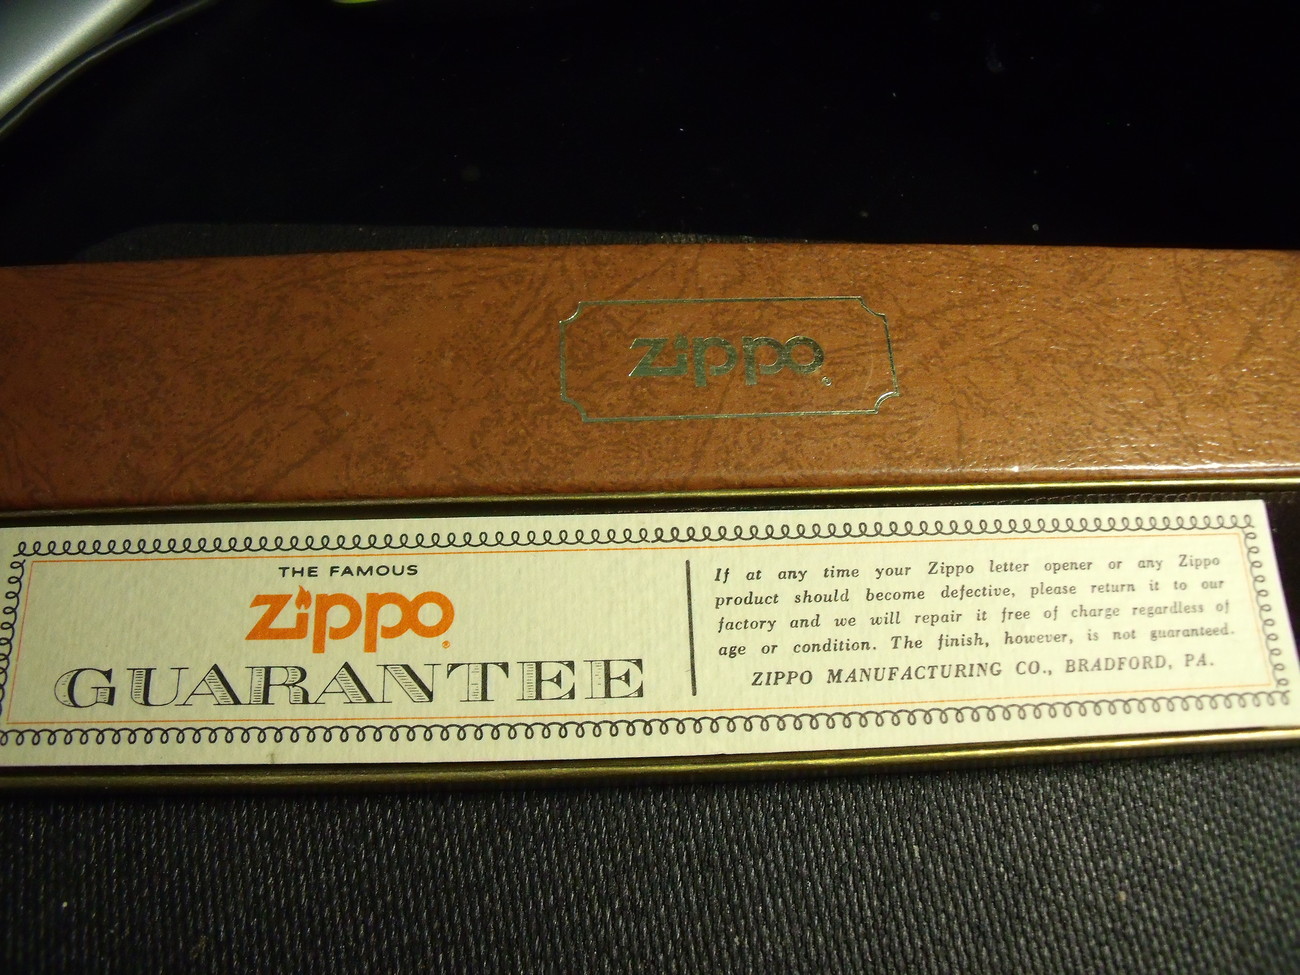 zippo
THE FAMOUS
zippo
GUARANTEE
If at any time your Zippo letter opener or any Zippo
product should become defective, please return it to our
factory and we will repair it free of charge regardless of
age or condition. The finish, however, is not guaranteed.
ZIPPO MANUFACTURING CO., BRADFORD, PA.